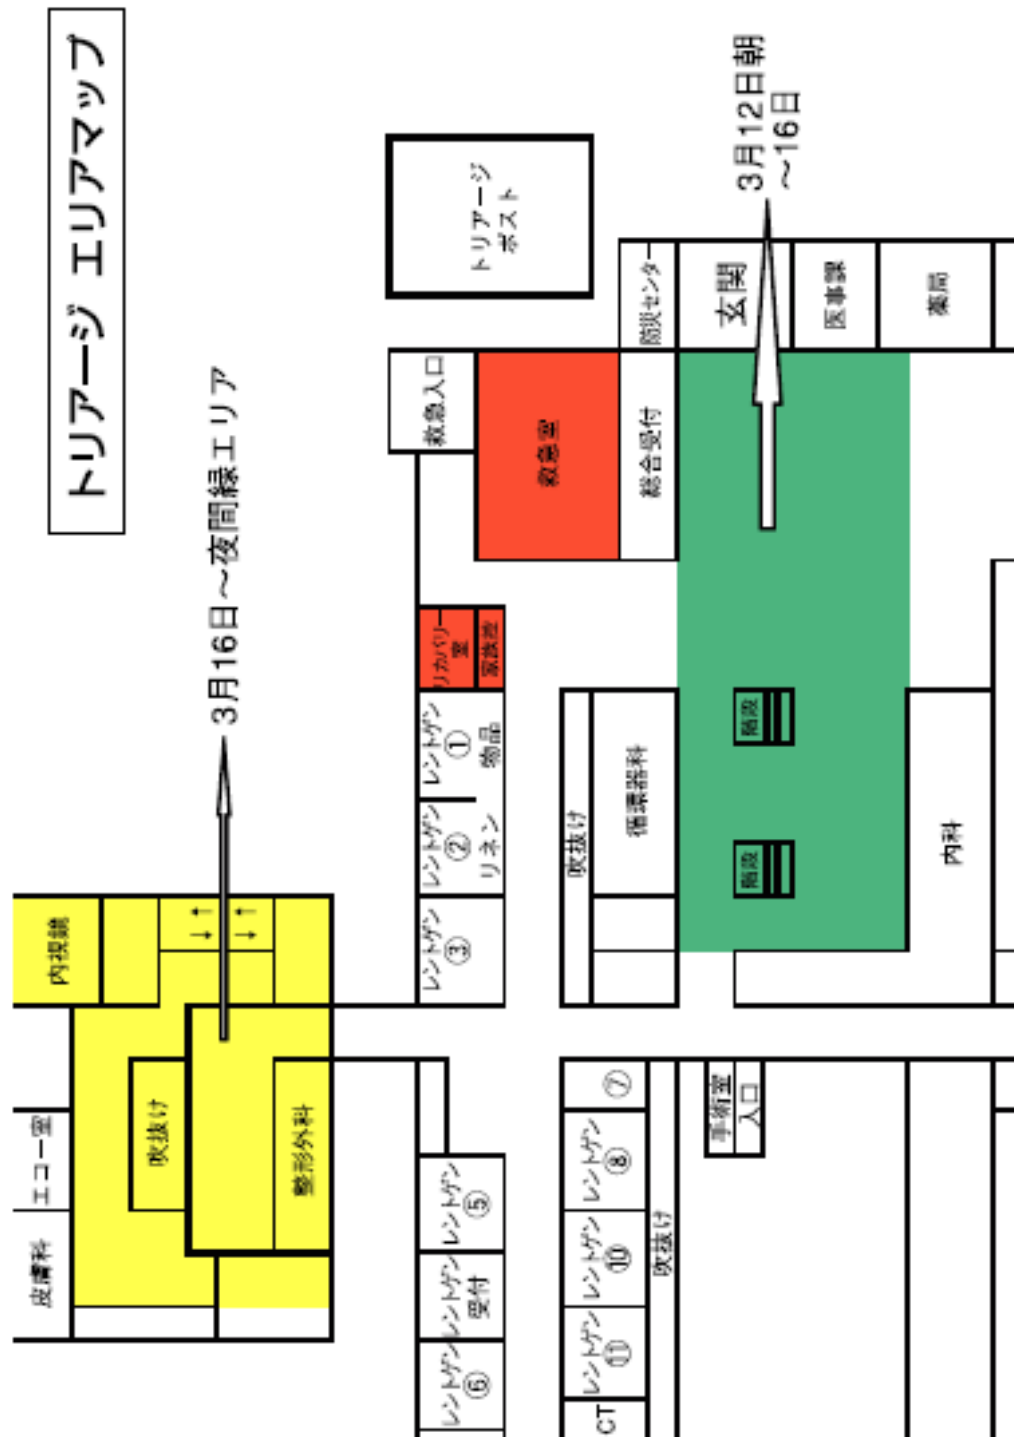 トリアージ エリアマップ
3月12日朝
～16日
トリアージ
ポスト
3月16日～夜間緑エリア
防災センター
玄関
医事課
薬局
救急入口
救急室
総合受付
リカバリー
室
家族控
レントゲン
①
物品
レントゲン
②
リネン
レントゲン
③
吹抜け
循環器科
階段
階段
内科
内視鏡
↓↑
↓↑
エコー室
皮膚科
吹抜け
整形外科
レントゲン
⑤
レントゲン
受付
レントゲン
⑥
⑦
レントゲン
⑧
レントゲン
⑩
レントゲン
⑪
CT
吹抜け
手術室
入口